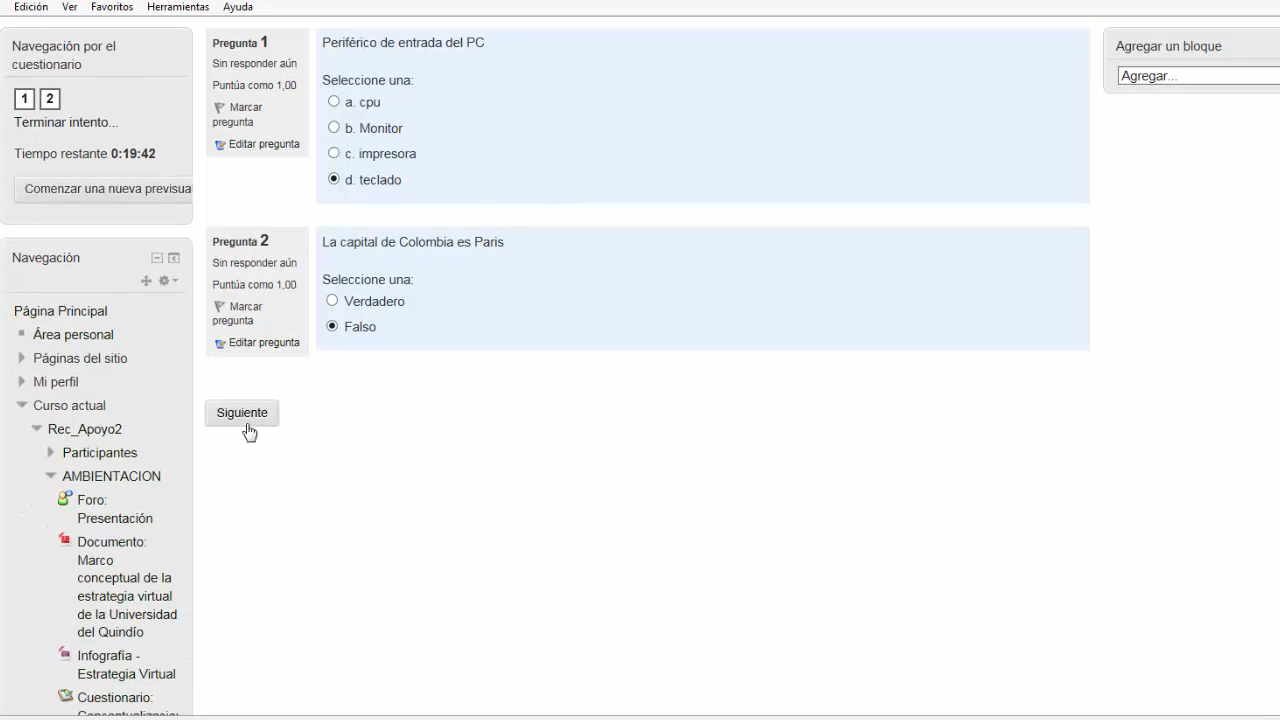 Edición Ver Favoritos Herramientas Ayuda
Navegación por el
cuestionario
1 2
Terminar intento...
Tiempo restante 0:19:42
Comenzar una nueva previsua
Pregunta 1
Sin responder aún
Puntúa como 1,00
Marcar
pregunta
Editar pregunta
Periférico de entrada del PC
Seleccione una:
a. cpu
b. Monitor
c. impresora
d. teclado
Pregunta 2
Sin responder aún
Puntúa como 1,00
Marcar
pregunta
Editar pregunta
La capital de Colombia es Paris
Seleccione una:
Verdadero
Falso
Siguiente
Agregar un bloque
Agregar...
Navegación
Página Principal
Área personal
Páginas del sitio
Mi perfil
Curso actual
Rec_Apoyo2
Participantes
AMBIENTACION
Foro:
Presentación
Documento:
Marco
conceptual de la
estrategia virtual
de la Universidad
del Quindío
Infografía -
Estrategia Virtual
Cuestionario: